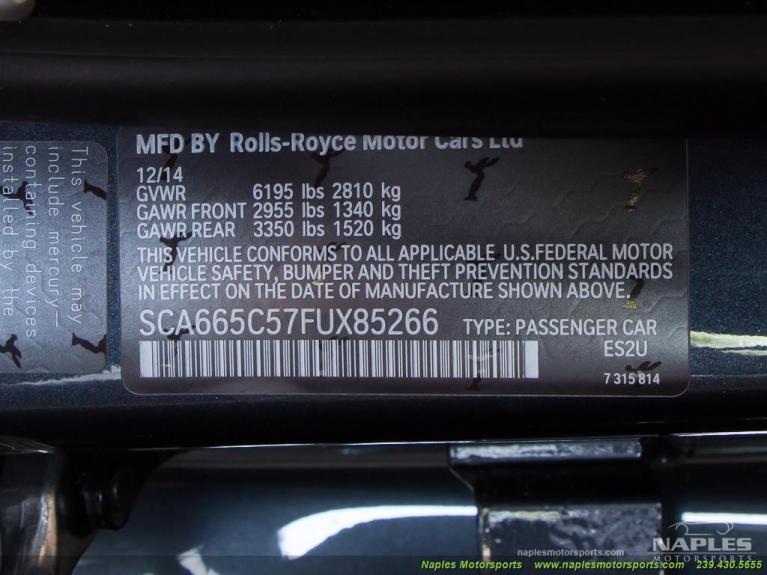 This vehicle may
include mercury-
containing devices
installed by the
MFD BY Rolls-Royce Motor Cars Ltd
12/14
GVWR 6195 lbs 2810 kg
GAWR FRONT 2955 lbs 1340 kg
GAWR REAR 3350 lbs 1520 kg
THIS VEHICLE CONFORMS TO ALL APPLICABLE U.S.FEDERAL MOTOR
VEHICLE SAFETY, BUMPER AND THEFT PREVENTION STANDARDS
IN EFFECT ON THE DATE OF MANUFACTURE SHOWN ABOVE.
SCA665C57FUX85266 TYPE: PASSENGER CAR
ES2U
7 315 814
NAPLES
MOTORSPORTS
naplesmotorsports.com
Naples Motorsports www.naplesmotorsports.com 239.430.5655